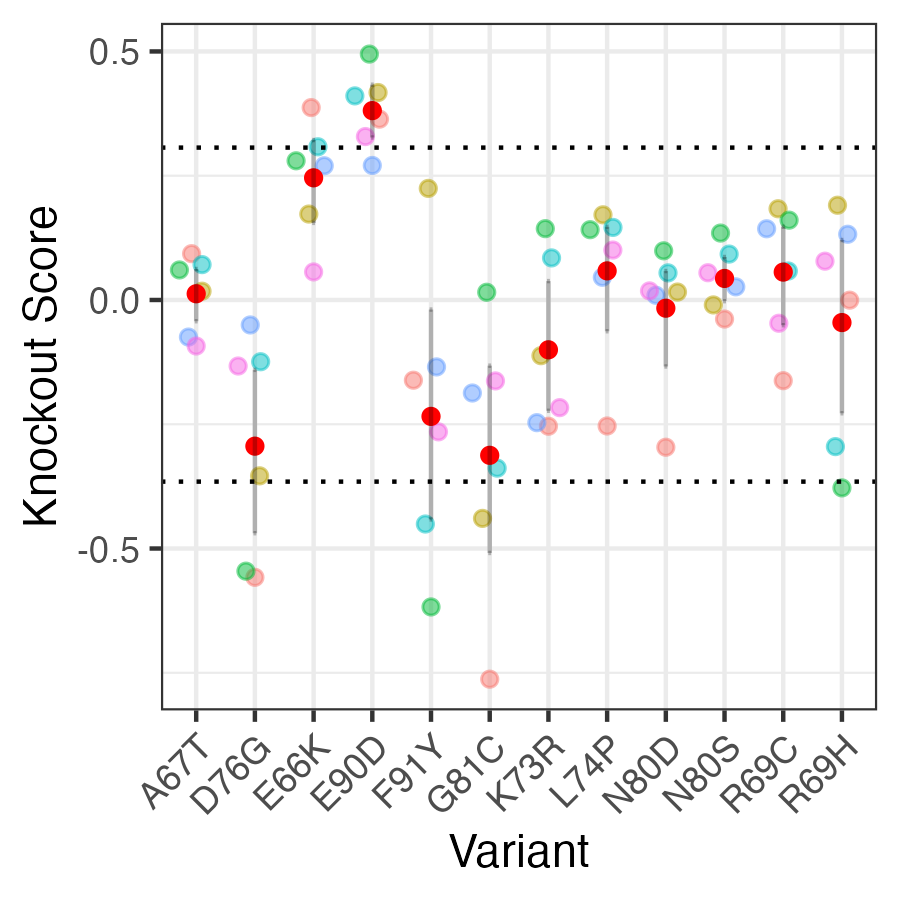 Knockout Score
0.5
0.0
-0.5
A67T
D76G
E66K
E90D
F91Y
G81C
K73R
L74P
N80D
N80S
R69C
R69H
Variant